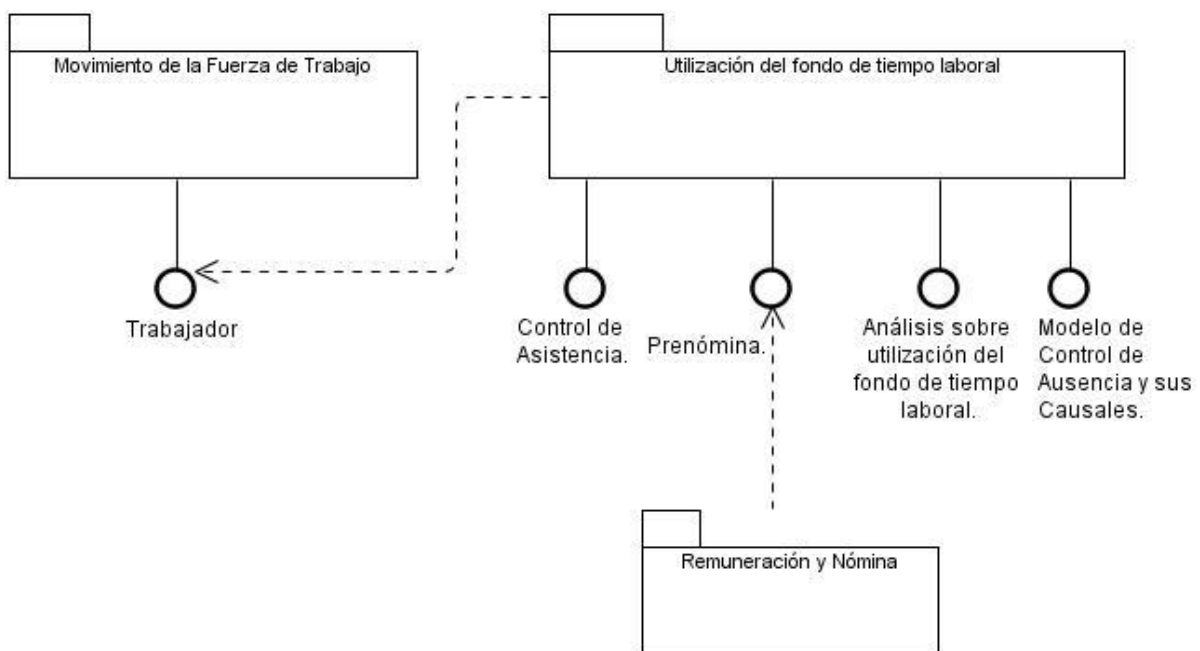 Movimiento de la Fuerza de Trabajo
Utilización del fondo de tiempo laboral
Trabajador
Control de
Asistencia.
Prenómina.
Análisis sobre
utilización del
fondo de tiempo
laboral.
Modelo de
Control de
Ausencia y sus
Causales.
Remuneración y Nómina